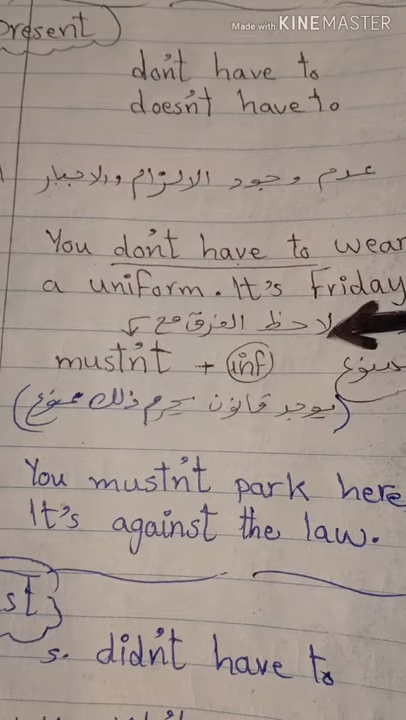 Made with KINEMASTER
Present
don't have to
doesn't have to
عدم وجود الالزام والاجبار
You don't have to wear
a uniform. It's Friday
لاحظ الفرق مع
mustn't + inf
ممنوع
(يوجد قانون يحرم ذلك ممنوع)
You mustn't park here
It's against the law.
st
s. didn't have to